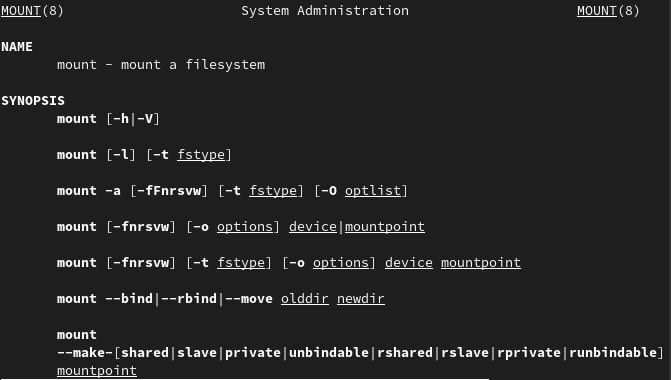 MOUNT(8) System Administration MOUNT(8)
NAME
mount - mount a filesystem
SYNOPSIS
mount [-h|-V]
mount [-l] [-t fstype]
mount -a [-fFnrsvw] [-t fstype] [-O optlist]
mount [-fnrsvw] [-o options] device|mountpoint
mount [-fnrsvw] [-t fstype] [-o options] device mountpoint
mount --bind|--rbind|--move olddir newdir
mount
--make-[shared|slave|private|unbindable|rshared|rslave|rprivate|runbindable]
mountpoint